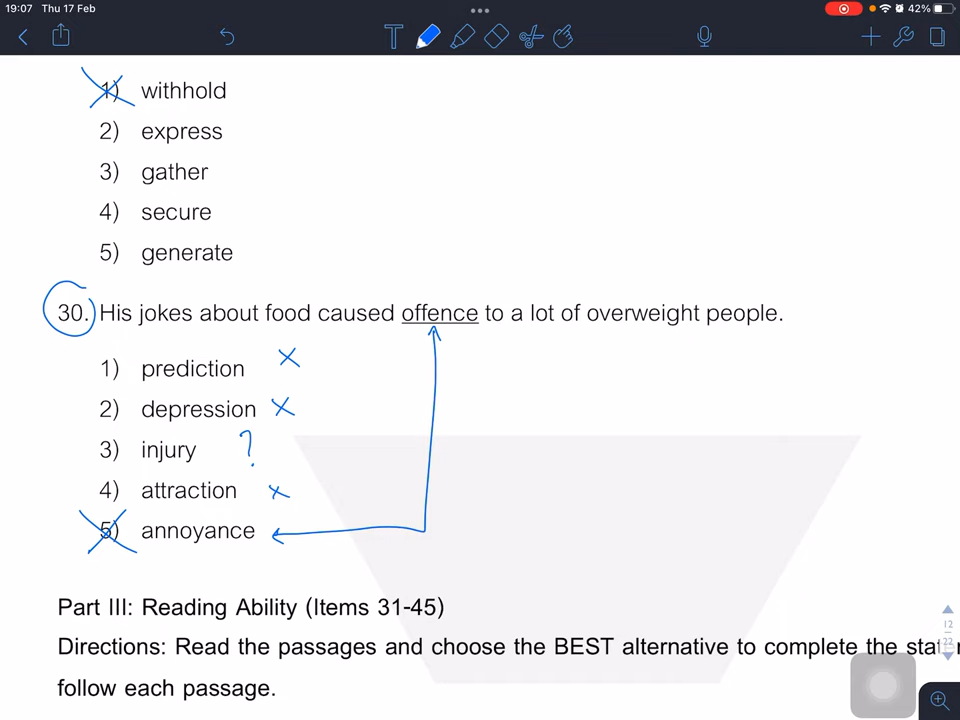 19:07 Thu 17 Feb
42%
1) withhold
2) express
3) gather
4) secure
5) generate
30. His jokes about food caused offence to a lot of overweight people.
1) prediction ×
2) depression ×
3) injury ?
4) attraction ×
5) annoyance
Part III: Reading Ability (Items 31-45)
12
22
Directions: Read the passages and choose the BEST alternative to complete the
follow each passage.